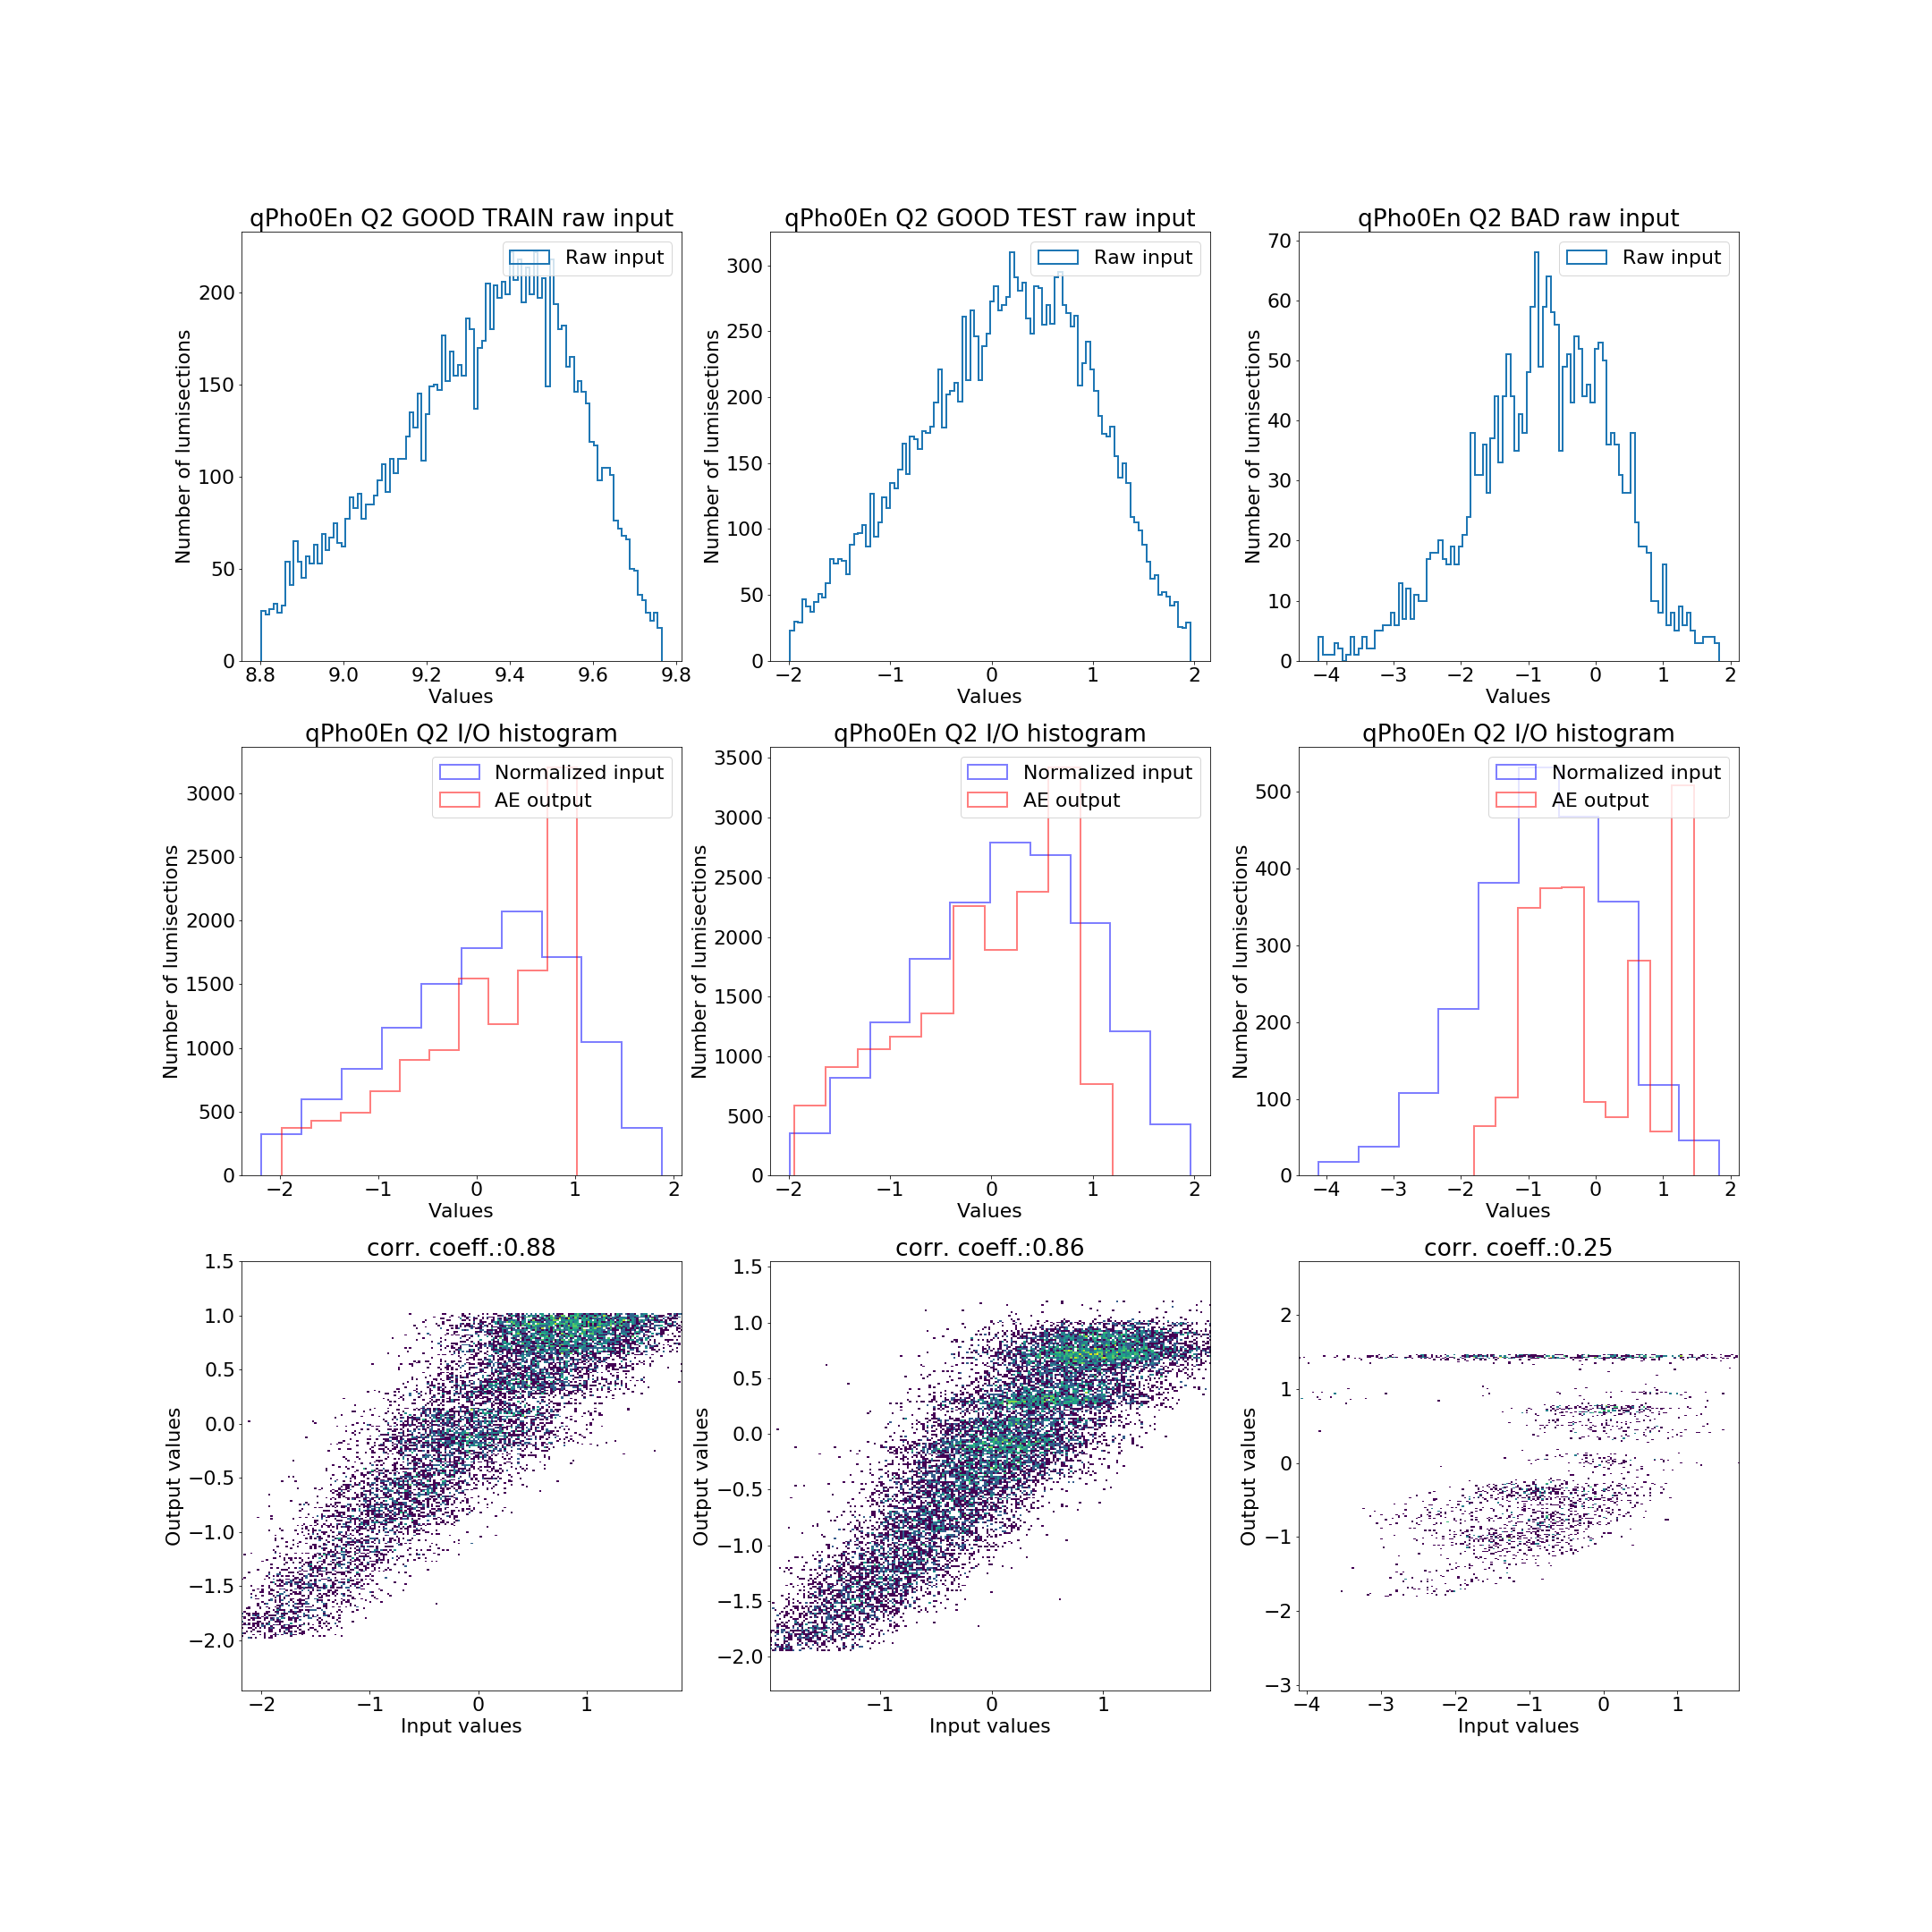 qPho0En Q2 GOOD TRAIN raw input
Raw input
Number of lumisections
0
50
100
150
200
8.8 9.0 9.2 9.4 9.6 9.8
Values
qPho0En Q2 GOOD TEST raw input
Raw input
Number of lumisections
0
50
100
150
200
250
300
−2 −1 0 1 2
Values
qPho0En Q2 BAD raw input
Raw input
Number of lumisections
0
10
20
30
40
50
60
70
−4 −3 −2 −1 0 1 2
Values
qPho0En Q2 I/O histogram
Normalized input
AE output
Number of lumisections
0
500
1000
1500
2000
2500
3000
−2 −1 0 1 2
Values
qPho0En Q2 I/O histogram
Normalized input
AE output
Number of lumisections
0
500
1000
1500
2000
2500
3000
3500
−2 −1 0 1 2
Values
qPho0En Q2 I/O histogram
Normalized input
AE output
Number of lumisections
0
100
200
300
400
500
−4 −3 −2 −1 0 1 2
Values
corr. coeff.:0.88
Output values
1.5
1.0
0.5
0.0
−0.5
−1.0
−1.5
−2.0
−2 −1 0 1
Input values
corr. coeff.:0.86
Output values
1.5
1.0
0.5
0.0
−0.5
−1.0
−1.5
−2.0
−1 0 1
Input values
corr. coeff.:0.25
Output values
2
1
0
−1
−2
−3
−4 −3 −2 −1 0 1
Input values